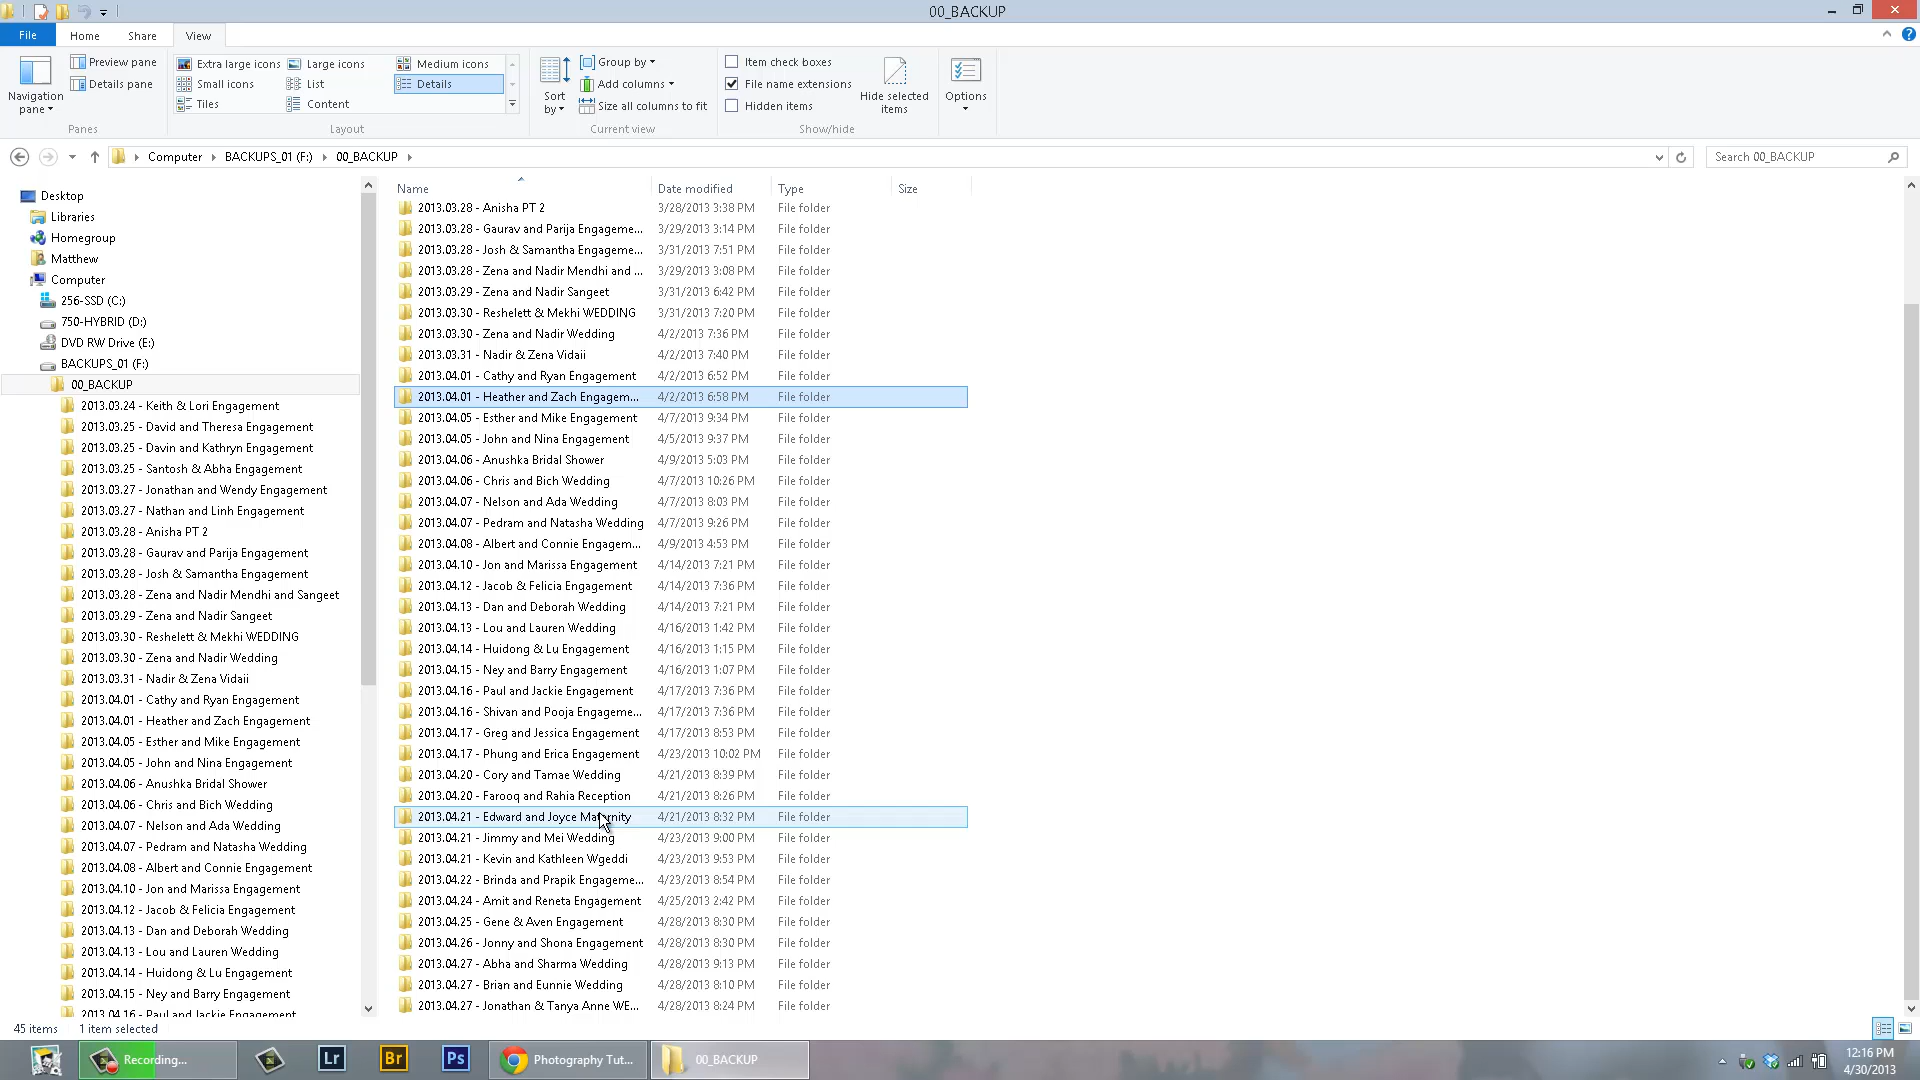 00_BACKUP
File Home Share View
Navigation pane
Preview pane
Details pane
Panes
Extra large icons Large icons Medium icons
Small icons List Details
Tiles Content
Layout
Sort by
Group by
Add columns
Size all columns to fit
Current view
Item check boxes
File name extensions
Hidden items
Hide selected items
Show/hide
Options
Computer BACKUPS_01 (F:) 00_BACKUP
Search 00_BACKUP
Desktop
Libraries
Homegroup
Matthew
Computer
256-SSD (C:)
750-HYBRID (D:)
DVD RW Drive (E:)
BACKUPS_01 (F:)
00_BACKUP
2013.03.24 - Keith & Lori Engagement
2013.03.25 - David and Theresa Engagement
2013.03.25 - Davin and Kathryn Engagement
2013.03.25 - Santosh & Abha Engagement
2013.03.27 - Jonathan and Wendy Engagement
2013.03.27 - Nathan and Linh Engagement
2013.03.28 - Anisha PT 2
2013.03.28 - Gaurav and Parija Engagement
2013.03.28 - Josh & Samantha Engagement
2013.03.28 - Zena and Nadir Mendhi and Sangeet
2013.03.29 - Zena and Nadir Sangeet
2013.03.30 - Reshelett & Mekhi WEDDING
2013.03.30 - Zena and Nadir Wedding
2013.03.31 - Nadir & Zena Vidaii
2013.04.01 - Cathy and Ryan Engagement
2013.04.01 - Heather and Zach Engagement
2013.04.05 - Esther and Mike Engagement
2013.04.05 - John and Nina Engagement
2013.04.06 - Anushka Bridal Shower
2013.04.06 - Chris and Bich Wedding
2013.04.07 - Nelson and Ada Wedding
2013.04.07 - Pedram and Natasha Wedding
2013.04.08 - Albert and Connie Engagement
2013.04.10 - Jon and Marissa Engagement
2013.04.12 - Jacob & Felicia Engagement
2013.04.13 - Dan and Deborah Wedding
2013.04.13 - Lou and Lauren Wedding
2013.04.14 - Huidong & Lu Engagement
2013.04.15 - Ney and Barry Engagement
2013.04.16 - Paul and Jackie Engagement
Name Date modified Type Size
2013.03.28 - Anisha PT 2 3/28/2013 3:38 PM File folder
2013.03.28 - Gaurav and Parija Engageme... 3/29/2013 3:14 PM File folder
2013.03.28 - Josh & Samantha Engageme... 3/31/2013 7:51 PM File folder
2013.03.28 - Zena and Nadir Mendhi and ... 3/29/2013 3:08 PM File folder
2013.03.29 - Zena and Nadir Sangeet 3/31/2013 6:42 PM File folder
2013.03.30 - Reshelett & Mekhi WEDDING 3/31/2013 7:20 PM File folder
2013.03.30 - Zena and Nadir Wedding 4/2/2013 7:36 PM File folder
2013.03.31 - Nadir & Zena Vidaii 4/2/2013 7:40 PM File folder
2013.04.01 - Cathy and Ryan Engagement 4/2/2013 6:52 PM File folder
2013.04.01 - Heather and Zach Engagem... 4/2/2013 6:58 PM File folder
2013.04.05 - Esther and Mike Engagement 4/7/2013 9:34 PM File folder
2013.04.05 - John and Nina Engagement 4/5/2013 9:37 PM File folder
2013.04.06 - Anushka Bridal Shower 4/9/2013 5:03 PM File folder
2013.04.06 - Chris and Bich Wedding 4/7/2013 10:26 PM File folder
2013.04.07 - Nelson and Ada Wedding 4/7/2013 8:03 PM File folder
2013.04.07 - Pedram and Natasha Wedding 4/7/2013 9:26 PM File folder
2013.04.08 - Albert and Connie Engagem... 4/9/2013 4:53 PM File folder
2013.04.10 - Jon and Marissa Engagement 4/14/2013 7:21 PM File folder
2013.04.12 - Jacob & Felicia Engagement 4/14/2013 7:36 PM File folder
2013.04.13 - Dan and Deborah Wedding 4/14/2013 7:21 PM File folder
2013.04.13 - Lou and Lauren Wedding 4/16/2013 1:42 PM File folder
2013.04.14 - Huidong & Lu Engagement 4/16/2013 1:15 PM File folder
2013.04.15 - Ney and Barry Engagement 4/16/2013 1:07 PM File folder
2013.04.16 - Paul and Jackie Engagement 4/17/2013 7:36 PM File folder
2013.04.16 - Shivan and Pooja Engageme... 4/17/2013 7:36 PM File folder
2013.04.17 - Greg and Jessica Engagement 4/17/2013 8:53 PM File folder
2013.04.17 - Phung and Erica Engagement 4/23/2013 10:02 PM File folder
2013.04.20 - Cory and Tamae Wedding 4/21/2013 8:39 PM File folder
2013.04.20 - Farooq and Rahia Reception 4/21/2013 8:26 PM File folder
2013.04.21 - Edward and Joyce Maternity 4/21/2013 8:32 PM File folder
2013.04.21 - Jimmy and Mei Wedding 4/23/2013 9:00 PM File folder
2013.04.21 - Kevin and Kathleen Wgeddi 4/23/2013 9:53 PM File folder
2013.04.22 - Brinda and Prapik Engageme... 4/23/2013 8:54 PM File folder
2013.04.24 - Amit and Reneta Engagement 4/25/2013 2:42 PM File folder
2013.04.25 - Gene & Aven Engagement 4/28/2013 8:30 PM File folder
2013.04.26 - Jonny and Shona Engagement 4/28/2013 8:30 PM File folder
2013.04.27 - Abha and Sharma Wedding 4/28/2013 9:13 PM File folder
2013.04.27 - Brian and Eunnie Wedding 4/28/2013 8:10 PM File folder
2013.04.27 - Jonathan & Tanya Anne WE... 4/28/2013 8:24 PM File folder
45 items 1 item selected
Recording... Lr Br Ps Photography Tut... 00_BACKUP
12:16 PM
4/30/2013